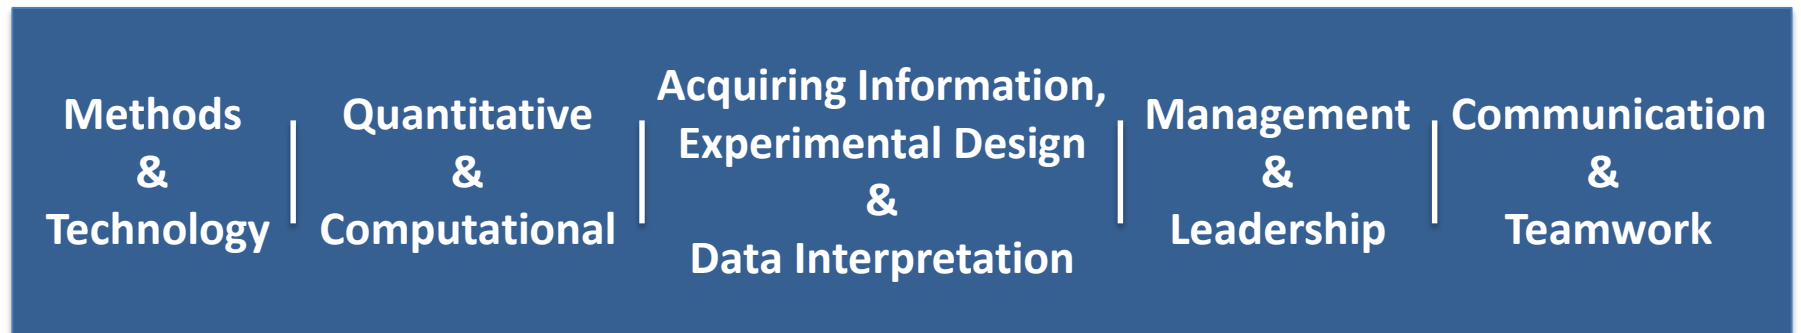 Methods
&
Technology
Quantitative
&
Computational
Acquiring Information,
Experimental Design
&
Data Interpretation
Management
&
Leadership
Communication
&
Teamwork